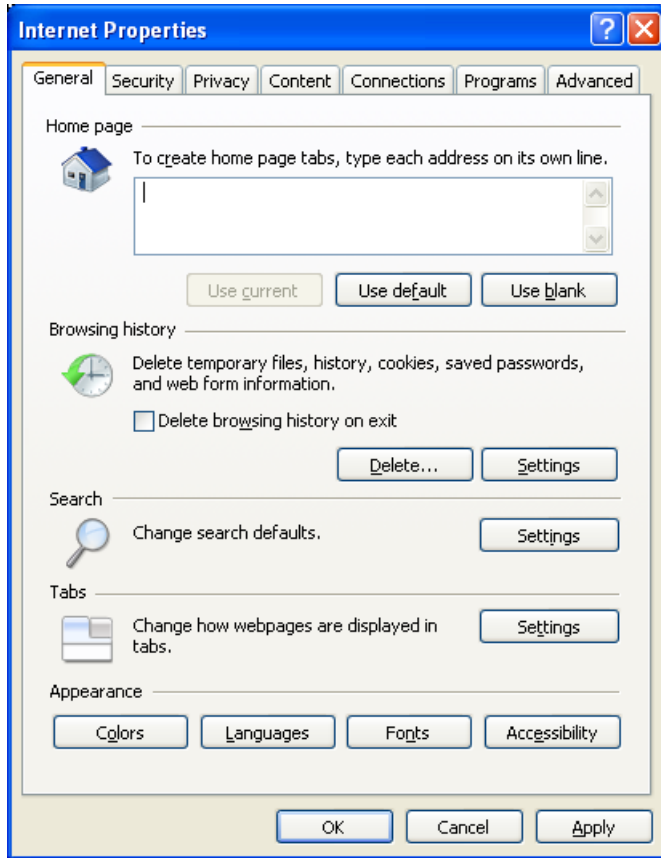 Internet Properties
?
General Security Privacy Content Connections Programs Advanced
Home page
To create home page tabs, type each address on its own line.
Use current Use default Use blank
Browsing history
Delete temporary files, history, cookies, saved passwords,
and web form information.
Delete browsing history on exit
Delete... Settings
Search
Change search defaults. Settings
Tabs
Change how webpages are displayed in Settings
tabs.
Appearance
Colors Languages Fonts Accessibility
OK Cancel Apply